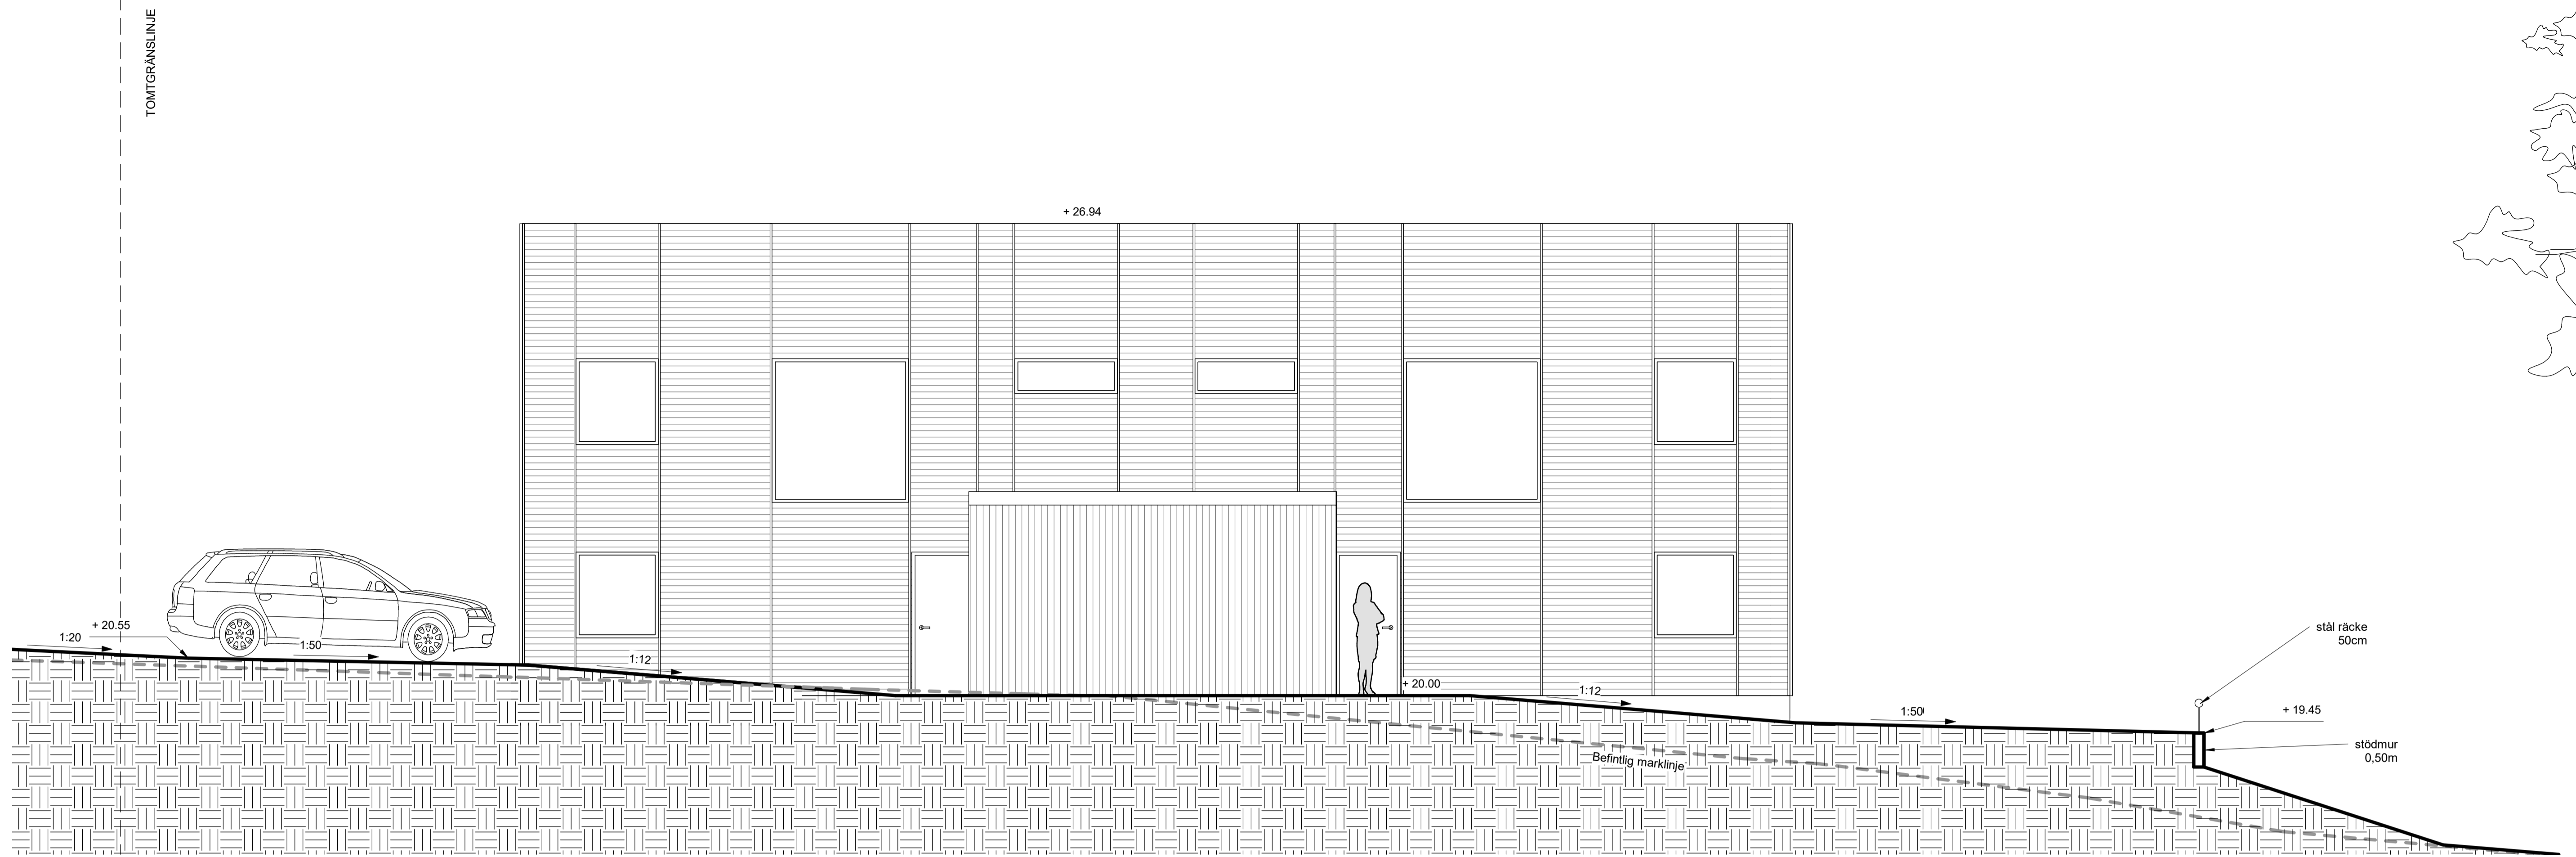 TOMTGRÄNSLINJE
+ 26.94
+ 20.55
1:20
1:50
1:12
+ 20.00
1:12
1:50
Befintlig marklinje
stål räcke
50cm
+ 19.45
stödmur
0,50m